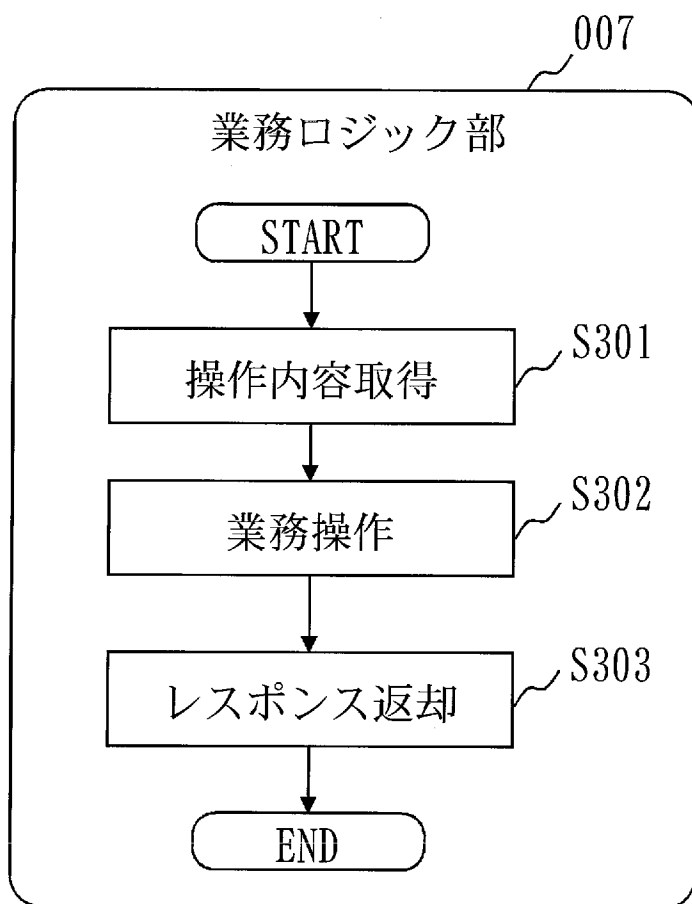 007
業務ロジック部
START
操作内容取得
S301
業務操作
S302
レスポンス返却
S303
END